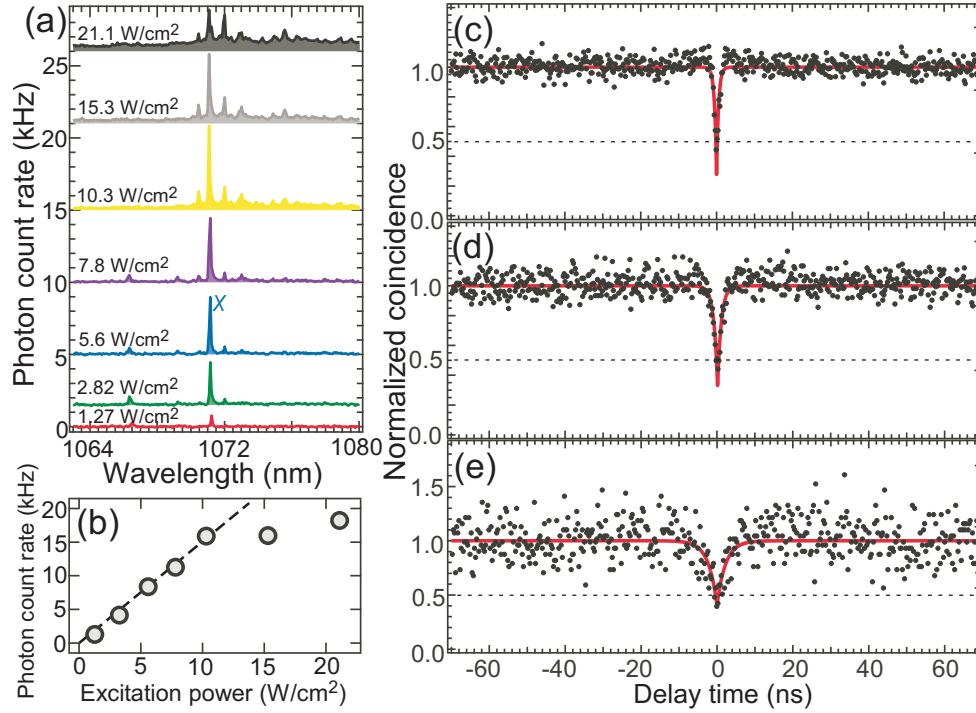 (a)
21.1 W/cm2
15.3 W/cm2
10.3 W/cm2
7.8 W/cm2
X
5.6 W/cm2
2.82 W/cm2
1.27 W/cm2
25
20
15
10
5
0
Photon count rate (kHz)
1064
1072
1080
Wavelength (nm)
(b)
20
15
10
5
0
Photon count rate (kHz)
0
5
10
15
20
Excitation power (W/cm2)
(c)
1.0
0.5
0.0
(d)
1.0
0.5
0.0
Normalized coincidence
(e)
1.5
1.0
0.5
0.0
-60
-40
-20
0
20
40
60
Delay time (ns)